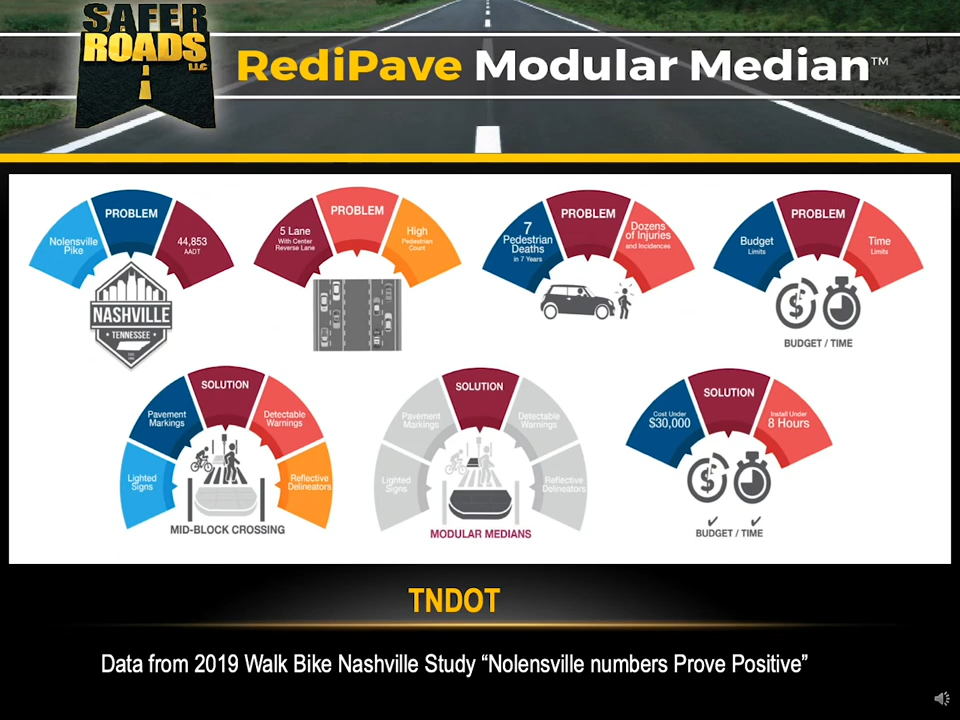 SAFER
ROADS
LLC
RediPave Modular Median™
Nolensville
Pike
PROBLEM
44,853
AADT
NASHVILLE
TENNESSEE
5 Lane
With Center
Reverse Lane
PROBLEM
High
Pedestrian
Count
7
Pedestrian
Deaths
in 7 Years
PROBLEM
Dozens
of Injuries
and Incidences
Budget
Limits
PROBLEM
Time
Limits
$
BUDGET / TIME
Lighted
Signs
Pavement
Markings
SOLUTION
Detectable
Warnings
Reflective
Delineators
MID-BLOCK CROSSING
Lighted
Signs
Pavement
Markings
SOLUTION
Detectable
Warnings
Reflective
Delineators
MODULAR MEDIANS
Cost Under
$30,000
SOLUTION
Install Under
8 Hours
$
BUDGET / TIME
TNDOT
Data from 2019 Walk Bike Nashville Study “Nolensville numbers Prove Positive”